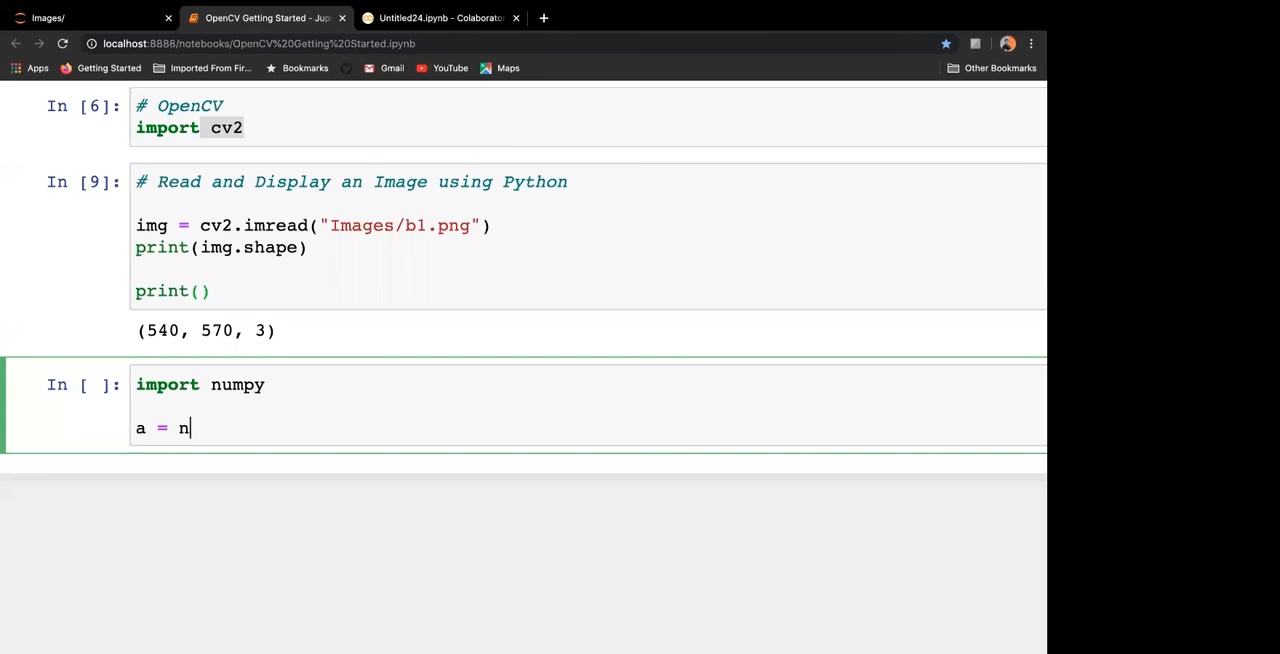 Images/
OpenCV Getting Started - Jup
Untitled24.ipynb - Colaborator
localhost:8888/notebooks/OpenCV%20Getting%20Started.ipynb
Apps Getting Started Imported From Fir... Bookmarks Gmail YouTube Maps Other Bookmarks
In [6]: # OpenCV
import cv2
In [9]: # Read and Display an Image using Python
img = cv2.imread("Images/b1.png")
print(img.shape)
print()
(540, 570, 3)
In [ ]: import numpy
a = n